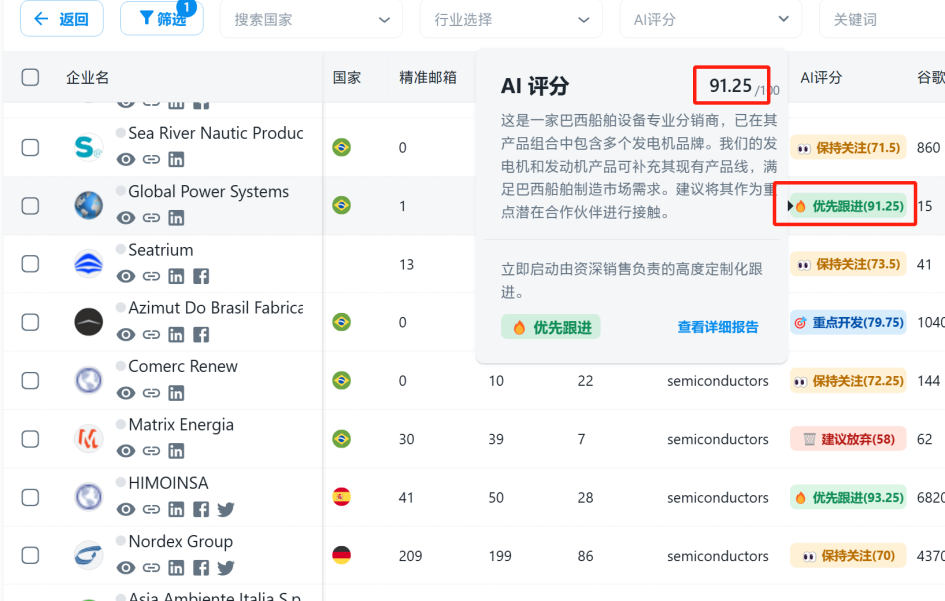 返回
筛选
1
搜索国家
行业选择
AI评分
关键词
企业名
国家
精准邮箱
AI评分
谷歌
AI 评分
91.25 /100
这是一家巴西船舶设备专业分销商，已在其
产品组合中包含多个发电机品牌。我们的发
电机和发动机产品可补充其现有产品线，满
足巴西船舶制造市场需求。建议将其作为重
点潜在合作伙伴进行接触。
立即启动由资深销售负责的高度定制化跟
进。
优先跟进
查看详细报告
Sea River Nautic Produc
0
保持关注(71.5)
860
Global Power Systems
1
优先跟进(91.25)
15
Seatrium
13
保持关注(73.5)
41
Azimut Do Brasil Fabrica
0
重点开发(79.75)
1040
Comerc Renew
0
10
22
semiconductors
保持关注(72.25)
144
Matrix Energia
30
39
7
semiconductors
建议放弃(58)
62
HIMOINSA
41
50
28
semiconductors
优先跟进(93.25)
6820
Nordex Group
209
199
86
semiconductors
保持关注(70)
4370
Asja Ambiente Italia S.p